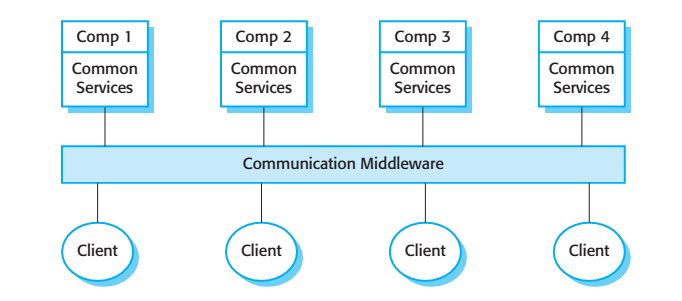 Comp 1
Common
Services
Comp 2
Common
Services
Comp 3
Common
Services
Comp 4
Common
Services
Communication Middleware
Client
Client
Client
Client